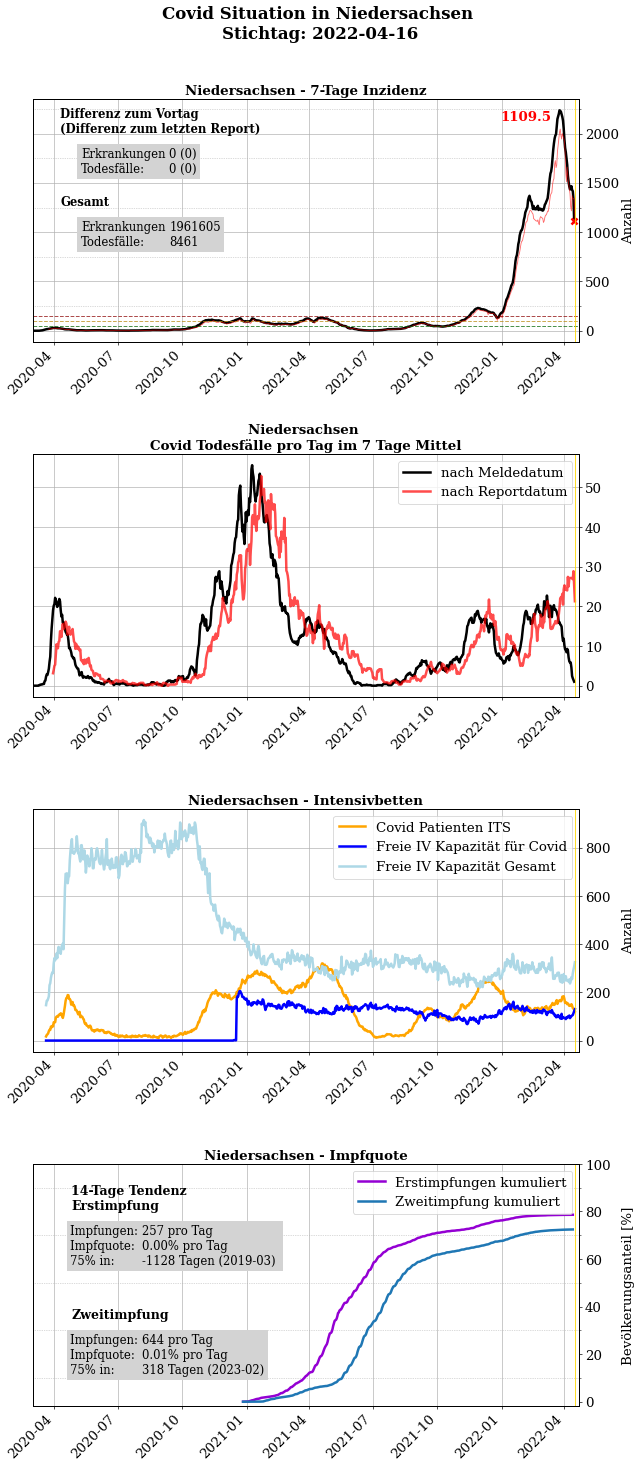 Covid Situation in Niedersachsen
Stichtag: 2022-04-16
Niedersachsen - 7-Tage Inzidenz
Differenz zum Vortag
(Differenz zum letzten Report)
Erkrankungen 0 (0)
Todesfälle: 0 (0)
Gesamt
Erkrankungen 1961605
Todesfälle: 8461
1109.5
2000
1500
1000
500
0
Anzahl
2020-04
2020-07
2020-10
2021-01
2021-04
2021-07
2021-10
2022-01
2022-04
Niedersachsen
Covid Todesfälle pro Tag im 7 Tage Mittel
nach Meldedatum
nach Reportdatum
50
40
30
20
10
0
2020-04
2020-07
2020-10
2021-01
2021-04
2021-07
2021-10
2022-01
2022-04
Niedersachsen - Intensivbetten
Covid Patienten ITS
Freie IV Kapazität für Covid
Freie IV Kapazität Gesamt
800
600
400
200
0
Anzahl
2020-04
2020-07
2020-10
2021-01
2021-04
2021-07
2021-10
2022-01
2022-04
Niedersachsen - Impfquote
14-Tage Tendenz
Erstimpfung
Impfungen: 257 pro Tag
Impfquote: 0.00% pro Tag
75% in: -1128 Tagen (2019-03)
Zweitimpfung
Impfungen: 644 pro Tag
Impfquote: 0.01% pro Tag
75% in: 318 Tagen (2023-02)
Erstimpfungen kumuliert
Zweitimpfung kumuliert
100
80
60
40
20
0
Bevölkerungsanteil [%]
2020-04
2020-07
2020-10
2021-01
2021-04
2021-07
2021-10
2022-01
2022-04